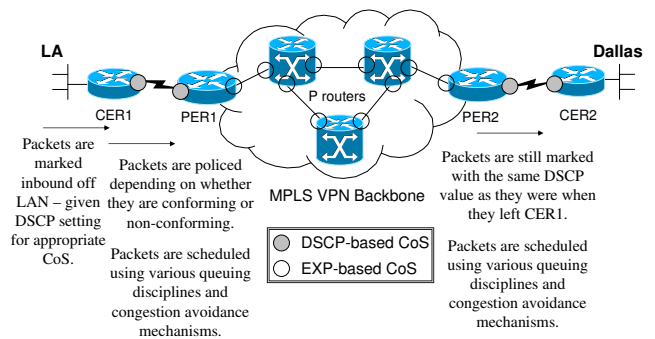 LA
Dallas
P routers
CER1
PER1
PER2
CER2
Packets are
marked
inbound off
LAN – given
DSCP setting
for appropriate
CoS.
Packets are policed
depending on whether
they are conforming or
non-conforming.
Packets are scheduled
using various queuing
disciplines and
congestion avoidance
mechanisms.
MPLS VPN Backbone
DSCP-based CoS
EXP-based CoS
Packets are still marked
with the same DSCP
value as they were when
they left CER1.
Packets are scheduled
using various queuing
disciplines and
congestion avoidance
mechanisms.